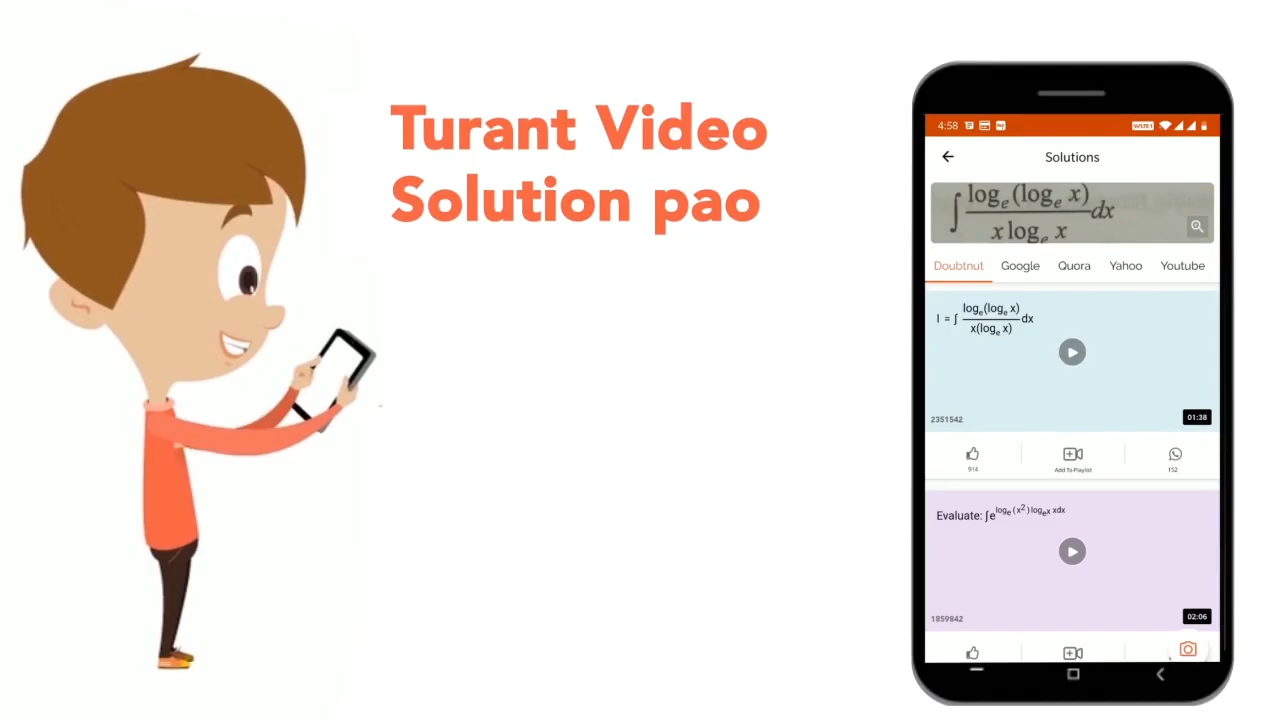 Turant Video
Solution pao
4:58
VoLTE1
Solutions
∫ logₑ(logₑ x) / x logₑ x dx
Doubtnut Google Quora Yahoo Youtube
I = ∫ logₑ(logₑ x) / x(logₑ x) dx
2351542 01:38
914 Add To Playlist 152
Evaluate: ∫e^logₑ(x²)logₑx xdx
1859842 02:06